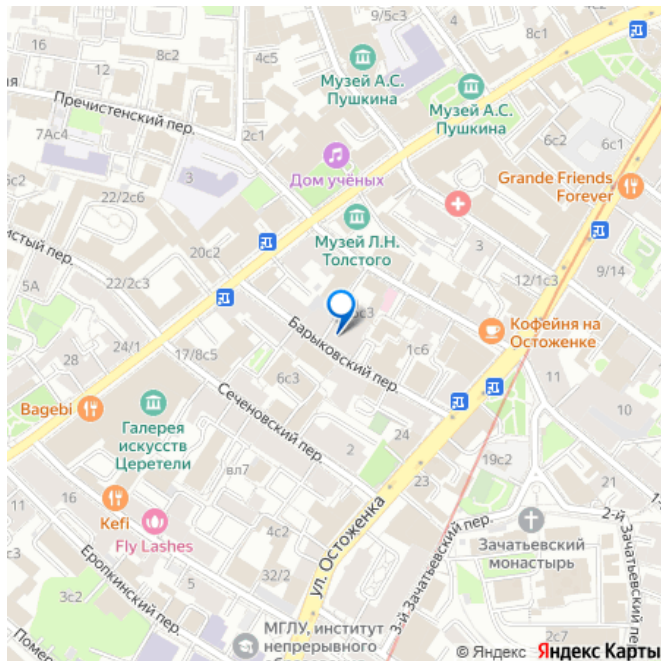 9/5с3
8с1
16
8с2
4с5
12
Музей А.С.
Пушкина
Музей А.С.
Пушкина
Пречистенский пер.
7Ас4
2с1
6с2
6с1
Дом учёных
3
Grande Friends
Forever
22/2с6
Музей Л.Н.
Толстого
3
20с2
9/14
12/1с3
5А
22/2с3
1с6
Кофейня на
Остоженке
Барыковский пер.
24/1
17/8с5
28
6с3
11
Bagebi
Сеченовский пер.
10
Галерея
искусств
Церетели
2
24
19с2
вл7
23
21
11
16
Kefi
ул. Остоженка
2-й Зачатьевский пер.
Fly Lashes
4с2
Зачатьевский
монастырь
3-й Зачатьевский пер.
Еропкинский пер.
32/2
3с2
МГЛУ, институт
непрерывного
2с7
© Яндекс Яндекс Карты